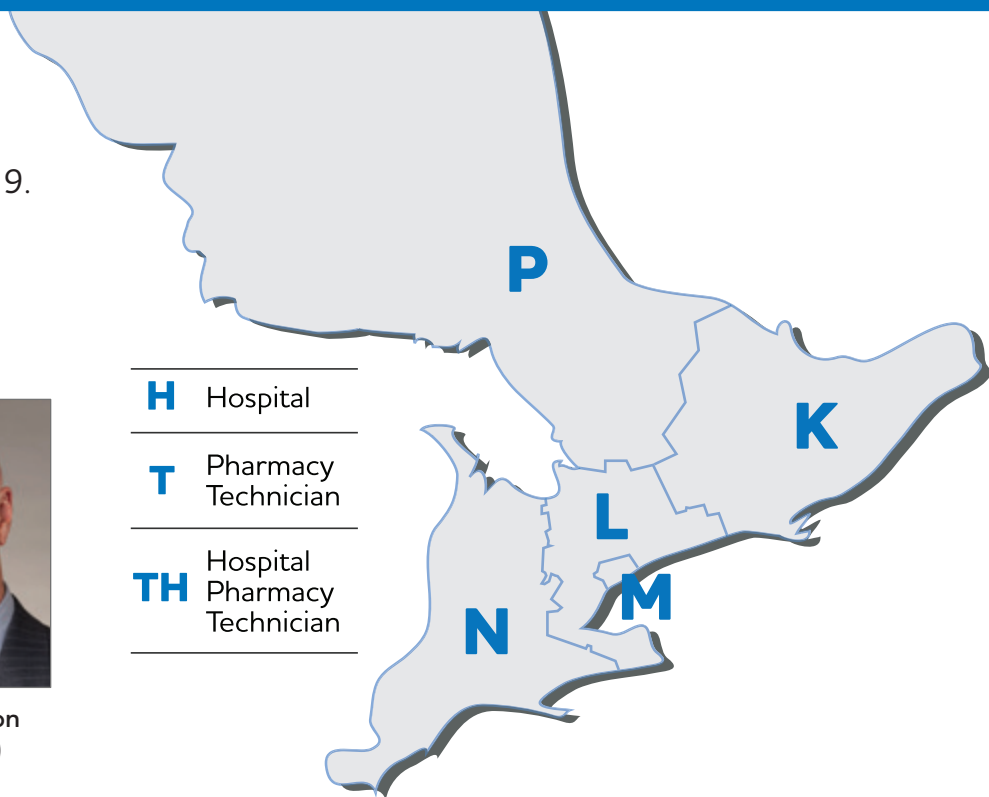 9.
P
H Hospital
K
T Pharmacy
Technician
L
TH Hospital
Pharmacy
Technician
M
N
on
)